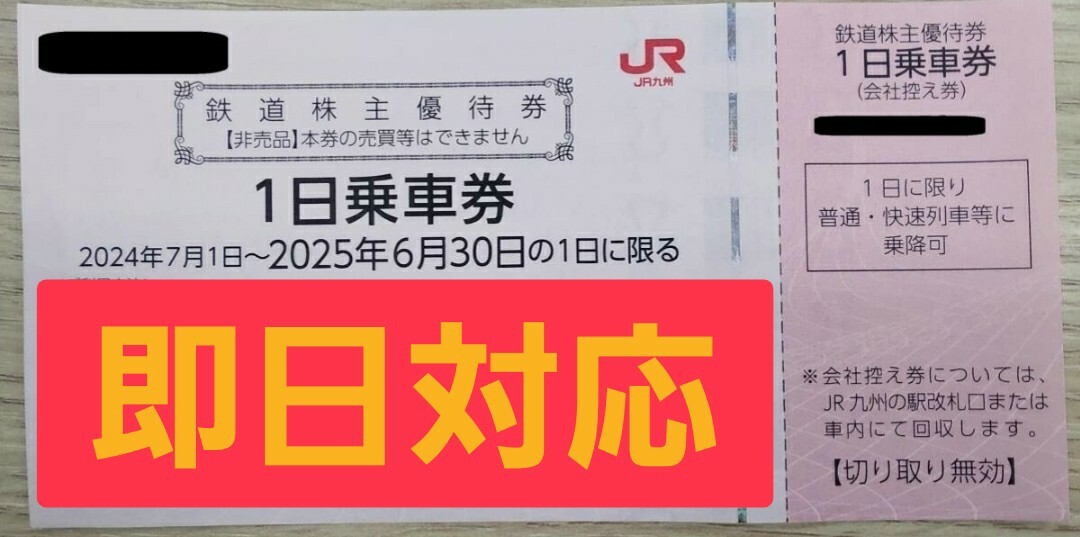 JR
JR九州
鉄道株主優待券
【非売品】本券の売買等はできません
1日乗車券
2024年7月1日～2025年6月30日の1日に限る
即日対応
鉄道株主優待券
1日乗車券
(会社控え券)
1日に限り
普通・快速列車等に
乗降可
※会社控え券については、
JR九州の駅改札口または
車内にて回収します。
【切り取り無効】